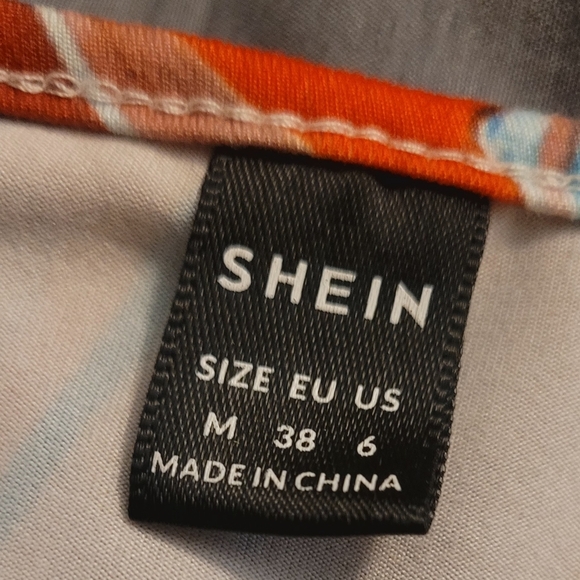 SHEIN
SIZE EU US
M 38 6
MADE IN CHINA